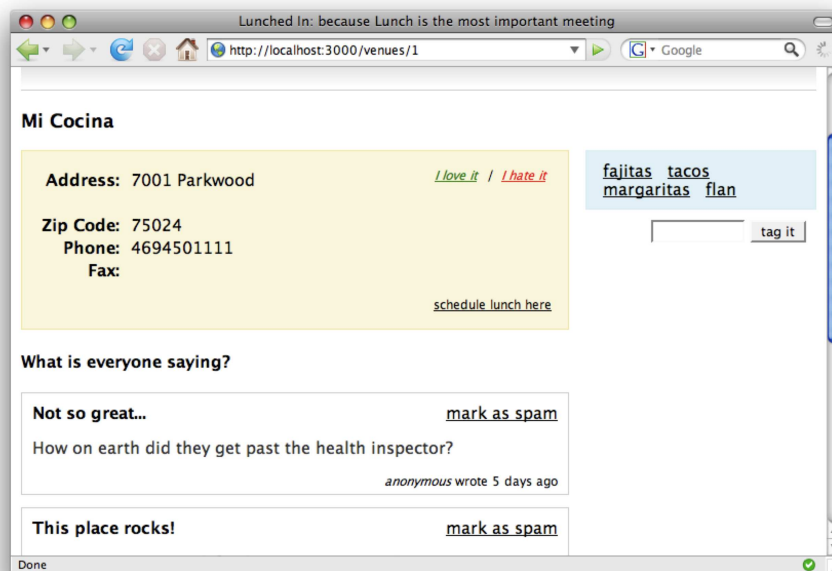 Lunched In: because Lunch is the most important meeting
http://localhost:3000/venues/1
G Google
Mi Cocina
Address: 7001 Parkwood
I love it / I hate it
Zip Code: 75024
Phone: 4694501111
Fax:
schedule lunch here
fajitas tacos
margaritas flan
tag it
What is everyone saying?
Not so great... mark as spam
How on earth did they get past the health inspector?
anonymous wrote 5 days ago
This place rocks! mark as spam
Done